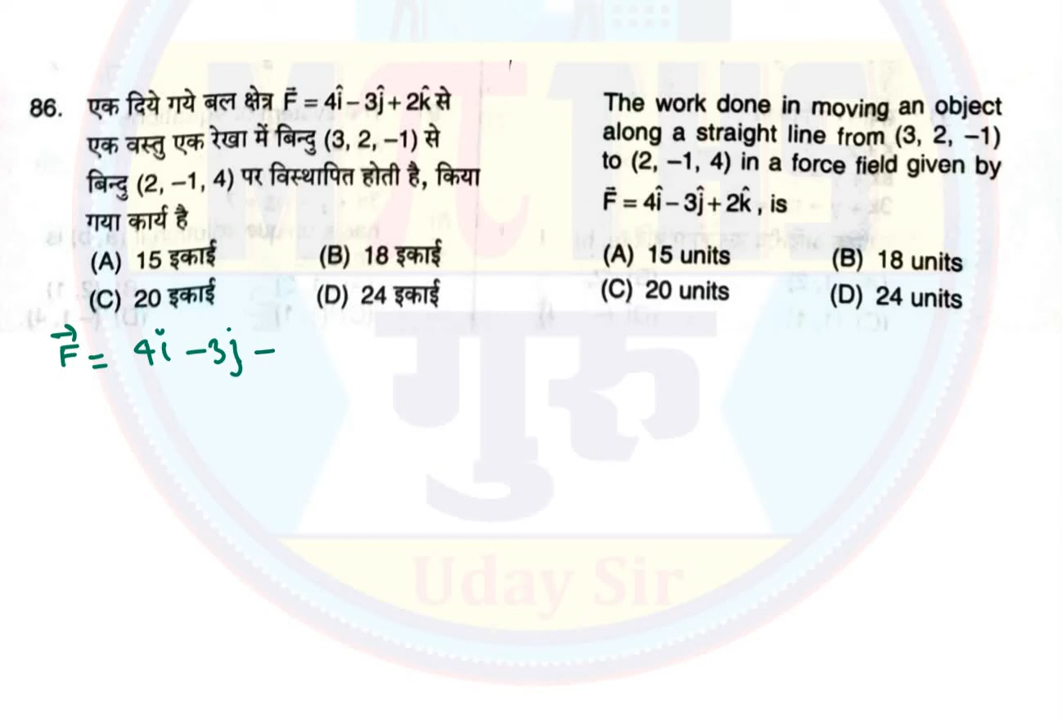 86. एक दिये गये बल क्षेत्र F⃗ = 4î – 3ĵ + 2k̂ से
एक वस्तु एक रेखा में बिन्दु (3, 2, –1) से
बिन्दु (2, –1, 4) पर विस्थापित होती है, किया
गया कार्य है
(A) 15 इकाई (B) 18 इकाई
(C) 20 इकाई (D) 24 इकाई
The work done in moving an object
along a straight line from (3, 2, –1)
to (2, –1, 4) in a force field given by
F⃗ = 4î – 3ĵ + 2k̂ , is
(A) 15 units (B) 18 units
(C) 20 units (D) 24 units
F⃗ = 4i – 3j –
MATHS
गुरु
Uday Sir